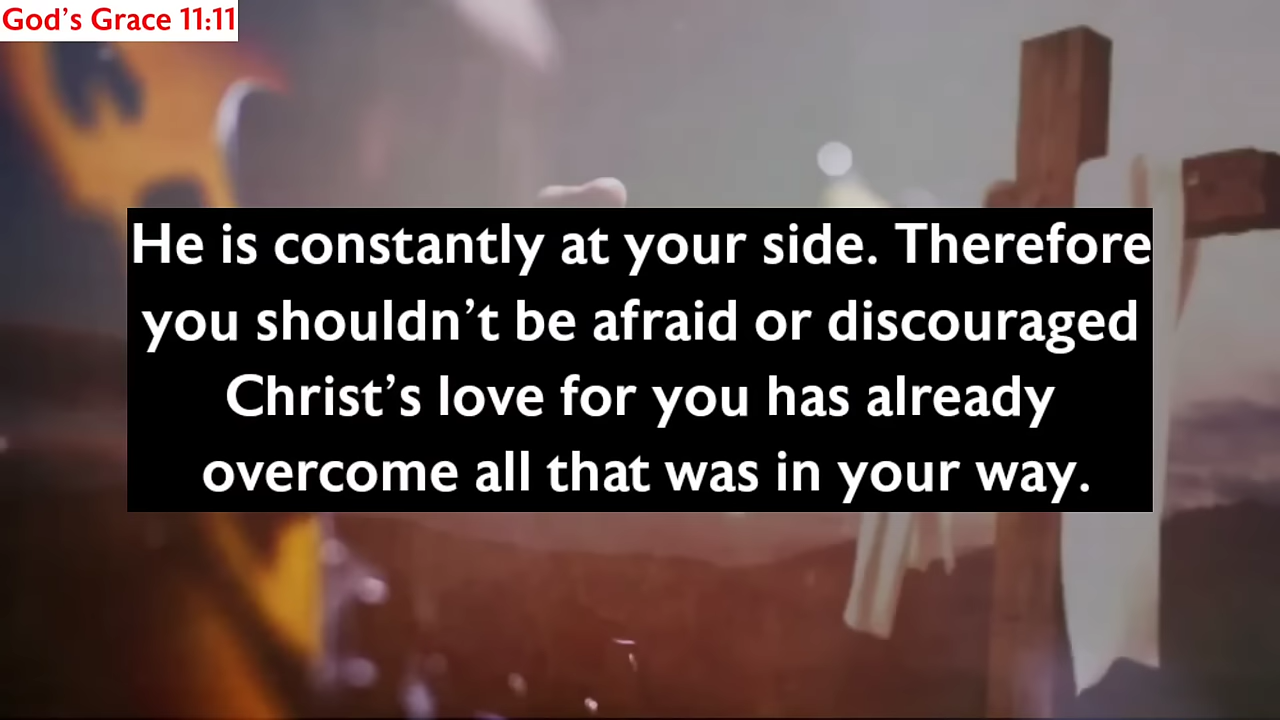 God’s Grace 11:11
He is constantly at your side. Therefore
you shouldn’t be afraid or discouraged
Christ’s love for you has already
overcome all that was in your way.